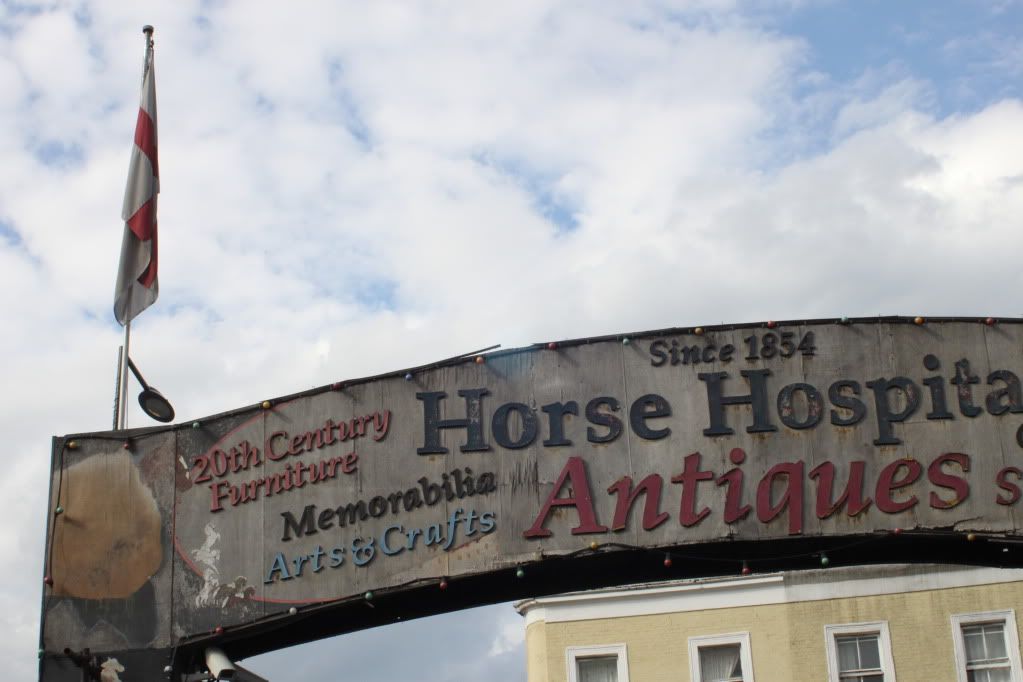 Since 1854
Horse Hospita
Antiques S
20th Century
Furniture
Memorabilia
Arts & Crafts